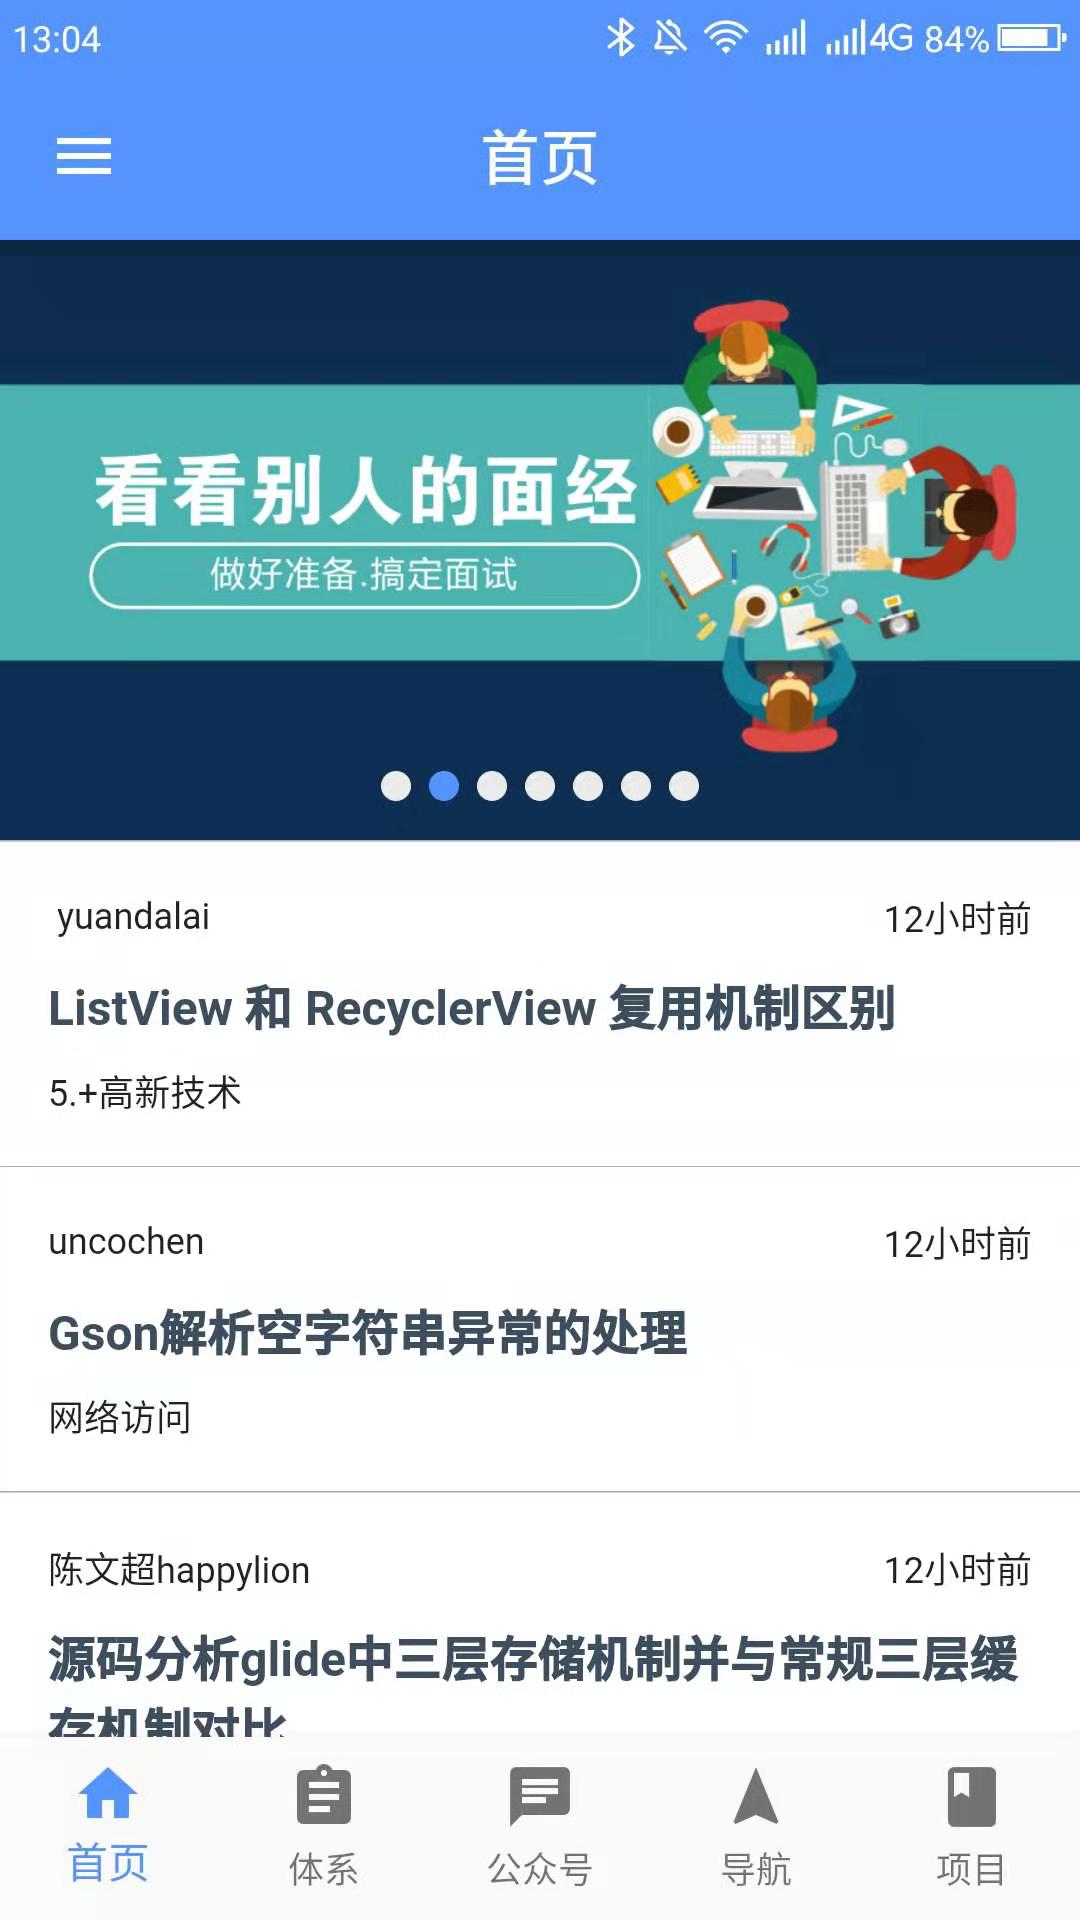 13:04
4G 84%
首页
看看别人的面经
做好准备.搞定面试
yuandalai 12小时前
ListView 和 RecyclerView 复用机制区别
5.+高新技术
uncochen 12小时前
Gson解析空字符串异常的处理
网络访问
陈文超happylion 12小时前
源码分析glide中三层存储机制并与常规三层缓
存机制对比
首页 体系 公众号 导航 项目